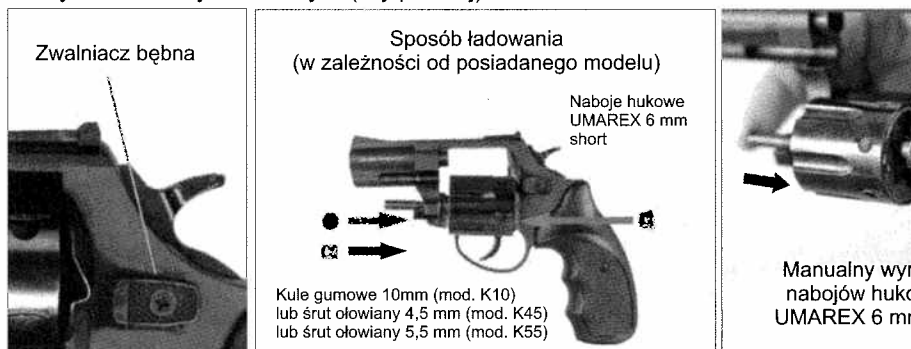 Zwalniacz bębna
Sposób ładowania
(w zależności od posiadanego modelu)
Naboje hukowe
UMAREX 6 mm
short
Kule gumowe 10mm (mod. K10)
lub śrut ołowiany 4,5 mm (mod. K45)
lub śrut ołowiany 5,5 mm (mod. K55)
Manualny
UMAREX 6